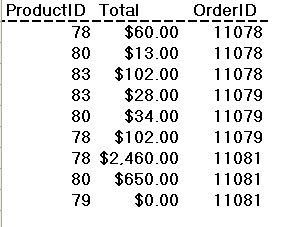 ProductID Total OrderID
78 $60.00 11078
80 $13.00 11078
83 $102.00 11078
83 $28.00 11079
80 $34.00 11079
78 $102.00 11079
78 $2,460.00 11081
80 $650.00 11081
79 $0.00 11081